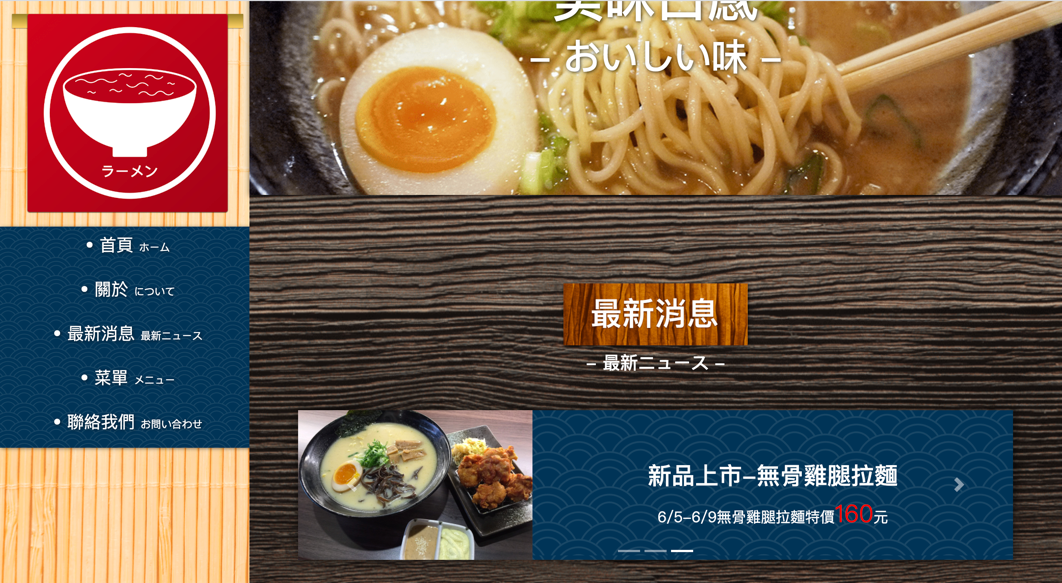 ラーメン
• 首頁 ホーム
• 關於 について
• 最新消息 最新ニュース
• 菜單 メニュー
• 聯絡我們 お問い合わせ
美味口感
– おいしい味 –
最新消息
– 最新ニュース –
新品上市–無骨雞腿拉麵
6/5–6/9無骨雞腿拉麵特價160元